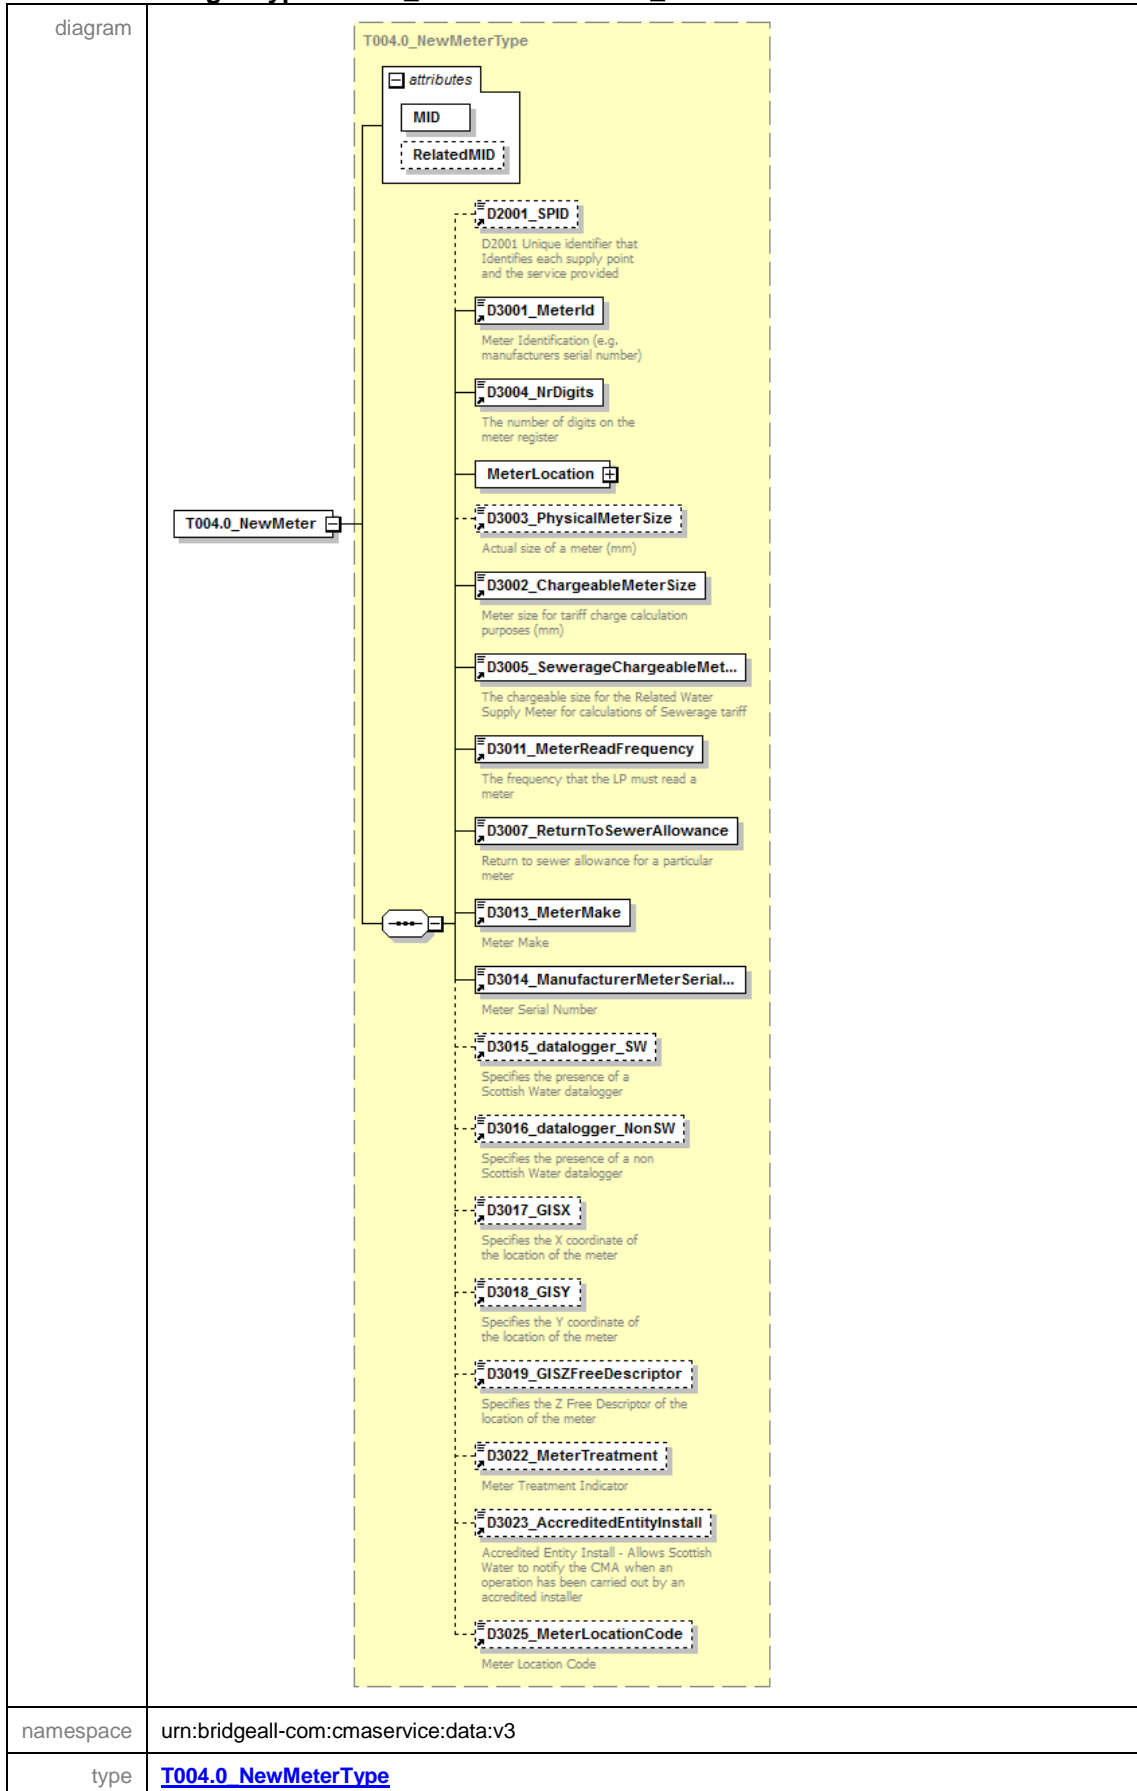 diagram
T004.0_NewMeterType
attributes
MID
RelatedMID
D2001_SPID
D2001 Unique identifier that
Identifies each supply point
and the service provided
D3001_MeterId
Meter Identification (e.g.
manufacturers serial number)
D3004_NrDigits
The number of digits on the
meter register
MeterLocation
T004.0_NewMeter
D3003_PhysicalMeterSize
Actual size of a meter (mm)
D3002_ChargeableMeterSize
Meter size for tariff charge calculation
purposes (mm)
D3005_SewerageChargeableMet...
The chargeable size for the Related Water
Supply Meter for calculations of Sewerage tariff
D3011_MeterReadFrequency
The frequency that the LP must read a
meter
D3007_ReturnToSewerAllowance
Return to sewer allowance for a particular
meter
D3013_MeterMake
Meter Make
D3014_ManufacturerMeterSerial...
Meter Serial Number
D3015_datalogger_SW
Specifies the presence of a
Scottish Water datalogger
D3016_datalogger_NonSW
Specifies the presence of a non
Scottish Water datalogger
D3017_GISX
Specifies the X coordinate of
the location of the meter
D3018_GISY
Specifies the Y coordinate of
the location of the meter
D3019_GISZFreeDescriptor
Specifies the Z Free Descriptor of the
location of the meter
D3022_MeterTreatment
Meter Treatment Indicator
D3023_AccreditedEntityInstall
Accredited Entity Install - Allows Scottish
Water to notify the CMA when an
operation has been carried out by an
accredited installer
D3025_MeterLocationCode
Meter Location Code
namespace
urn:bridgeall-com:cmaservice:data:v3
type
T004.0_NewMeterType